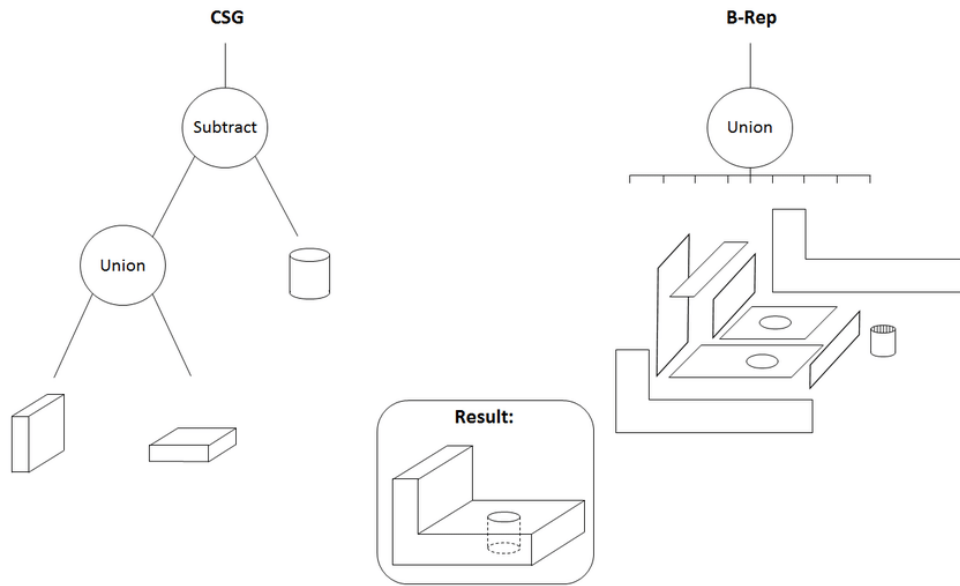 CSG
B-Rep
Subtract
Union
Union
Result: